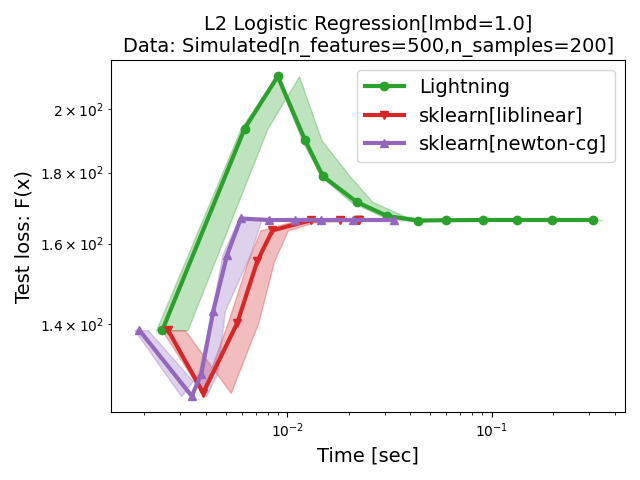 L2 Logistic Regression[lmbd=1.0]
Data: Simulated[n_features=500,n_samples=200]
Lightning
sklearn[liblinear]
sklearn[newton-cg]
Test loss: F(x)
2 × 10²
1.8 × 10²
1.6 × 10²
1.4 × 10²
10⁻²
10⁻¹
Time [sec]